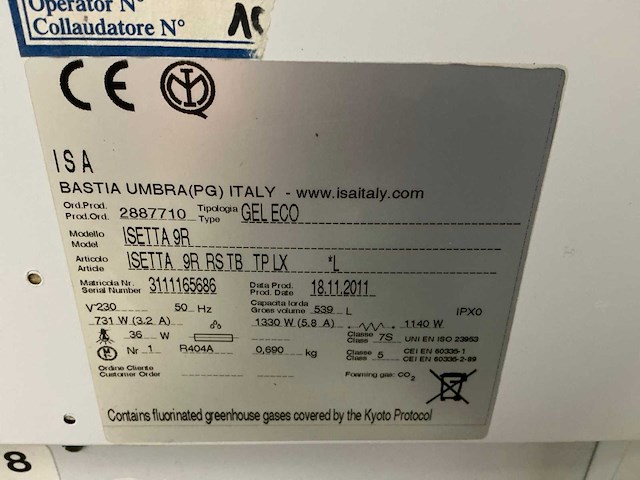 Operator N°
Collaudatore N°
CE IMQ
ISA
BASTIA UMBRA(PG) ITALY - www.isaitaly.com
Ord.Prod. Prod.Ord. 2887710 Tipologia Type GEL ECO
Modello Model ISETTA 9R
Articolo Article ISETTA 9R RS TB TP LX *L
Matricola Nr. Serial Number 3111165686 Data Prod. Prod. Date 18.11.2011
V~230 50 Hz Capacita lorda Gross volume 539 L IPX0
731 W (3.2 A) 1330 W (5.8 A) 1140 W
36 W Classe Class 7S UNI EN ISO 23953
Nr 1 R404A 0,690 kg Classe Class 5 CEI EN 60335-1 CEI EN 60335-2-89
Ordine Cliente Customer Order Foaming gas: CO2
Contains fluorinated greenhouse gases covered by the Kyoto Protocol
8